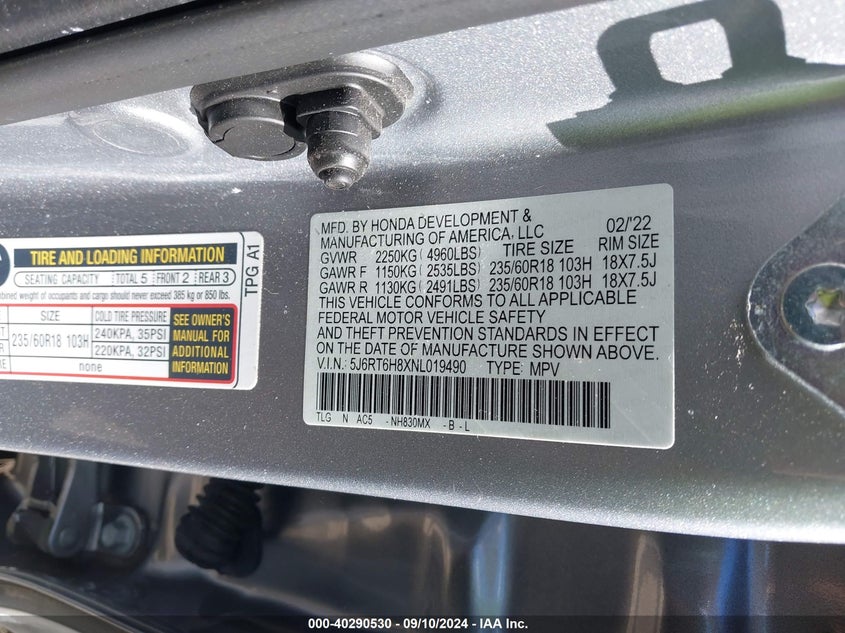 TIRE AND LOADING INFORMATION
SEATING CAPACITY TOTAL 5 FRONT 2 REAR 3
combined weight of occupants and cargo should never exceed 385 kg or 850 lbs.
SIZE COLD TIRE PRESSURE
235/60R18 103H 240KPA, 35PSI
220KPA, 32PSI
none
SEE OWNER'S
MANUAL FOR
ADDITIONAL
INFORMATION
TPG A1
MFD. BY HONDA DEVELOPMENT & 02/'22
MANUFACTURING OF AMERICA, LLC
GVWR 2250KG ( 4960LBS) TIRE SIZE RIM SIZE
GAWR F 1150KG ( 2535LBS) 235/60R18 103H 18X7.5J
GAWR R 1130KG ( 2491LBS) 235/60R18 103H 18X7.5J
THIS VEHICLE CONFORMS TO ALL APPLICABLE
FEDERAL MOTOR VEHICLE SAFETY
AND THEFT PREVENTION STANDARDS IN EFFECT
ON THE DATE OF MANUFACTURE SHOWN ABOVE.
V.I.N.: 5J6RT6H8XNL019490 TYPE: MPV
TLG N AC5 -NH830MX -B-L
000-40290530 - 09/10/2024 - IAA Inc.